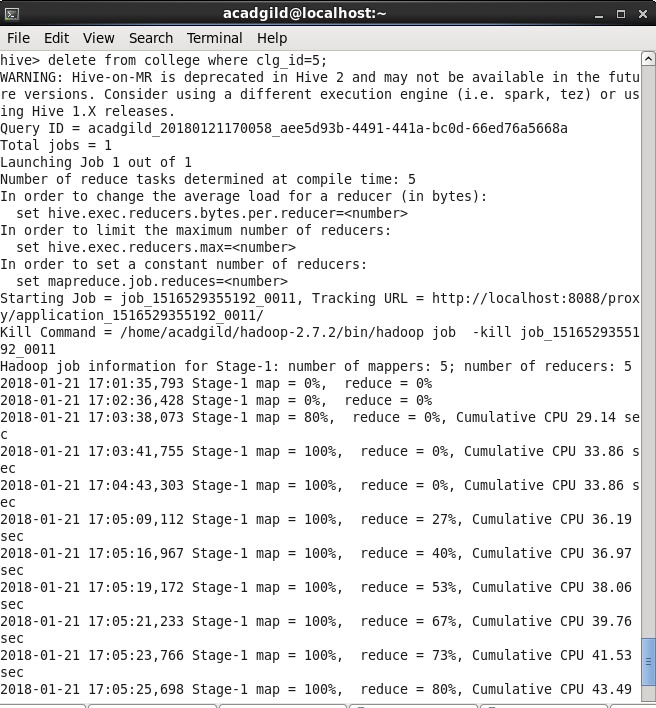 acadgild@localhost:~
File Edit View Search Terminal Help
hive> delete from college where clg_id=5;
WARNING: Hive-on-MR is deprecated in Hive 2 and may not be available in the futu
re versions. Consider using a different execution engine (i.e. spark, tez) or us
ing Hive 1.X releases.
Query ID = acadgild_20180121170058_aee5d93b-4491-441a-bc0d-66ed76a5668a
Total jobs = 1
Launching Job 1 out of 1
Number of reduce tasks determined at compile time: 5
In order to change the average load for a reducer (in bytes):
  set hive.exec.reducers.bytes.per.reducer=<number>
In order to limit the maximum number of reducers:
  set hive.exec.reducers.max=<number>
In order to set a constant number of reducers:
  set mapreduce.job.reduces=<number>
Starting Job = job_1516529355192_0011, Tracking URL = http://localhost:8088/prox
y/application_1516529355192_0011/
Kill Command = /home/acadgild/hadoop-2.7.2/bin/hadoop job  -kill job_15165293551
92_0011
Hadoop job information for Stage-1: number of mappers: 5; number of reducers: 5
2018-01-21 17:01:35,793 Stage-1 map = 0%,  reduce = 0%
2018-01-21 17:02:36,428 Stage-1 map = 0%,  reduce = 0%
2018-01-21 17:03:38,073 Stage-1 map = 80%,  reduce = 0%, Cumulative CPU 29.14 se
c
2018-01-21 17:03:41,755 Stage-1 map = 100%,  reduce = 0%, Cumulative CPU 33.86 s
ec
2018-01-21 17:04:43,303 Stage-1 map = 100%,  reduce = 0%, Cumulative CPU 33.86 s
ec
2018-01-21 17:05:09,112 Stage-1 map = 100%,  reduce = 27%, Cumulative CPU 36.19
sec
2018-01-21 17:05:16,967 Stage-1 map = 100%,  reduce = 40%, Cumulative CPU 36.97
sec
2018-01-21 17:05:19,172 Stage-1 map = 100%,  reduce = 53%, Cumulative CPU 38.06
sec
2018-01-21 17:05:21,233 Stage-1 map = 100%,  reduce = 67%, Cumulative CPU 39.76
sec
2018-01-21 17:05:23,766 Stage-1 map = 100%,  reduce = 73%, Cumulative CPU 41.53
sec
2018-01-21 17:05:25,698 Stage-1 map = 100%,  reduce = 80%, Cumulative CPU 43.49